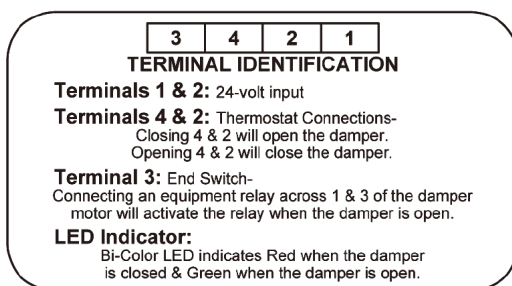 3 4 2 1
TERMINAL IDENTIFICATION
Terminals 1 & 2: 24-volt input
Terminals 4 & 2: Thermostat Connections-
Closing 4 & 2 will open the damper.
Opening 4 & 2 will close the damper.
Terminal 3: End Switch-
Connecting an equipment relay across 1 & 3 of the damper
motor will activate the relay when the damper is open.
LED Indicator:
Bi-Color LED indicates Red when the damper
is closed & Green when the damper is open.